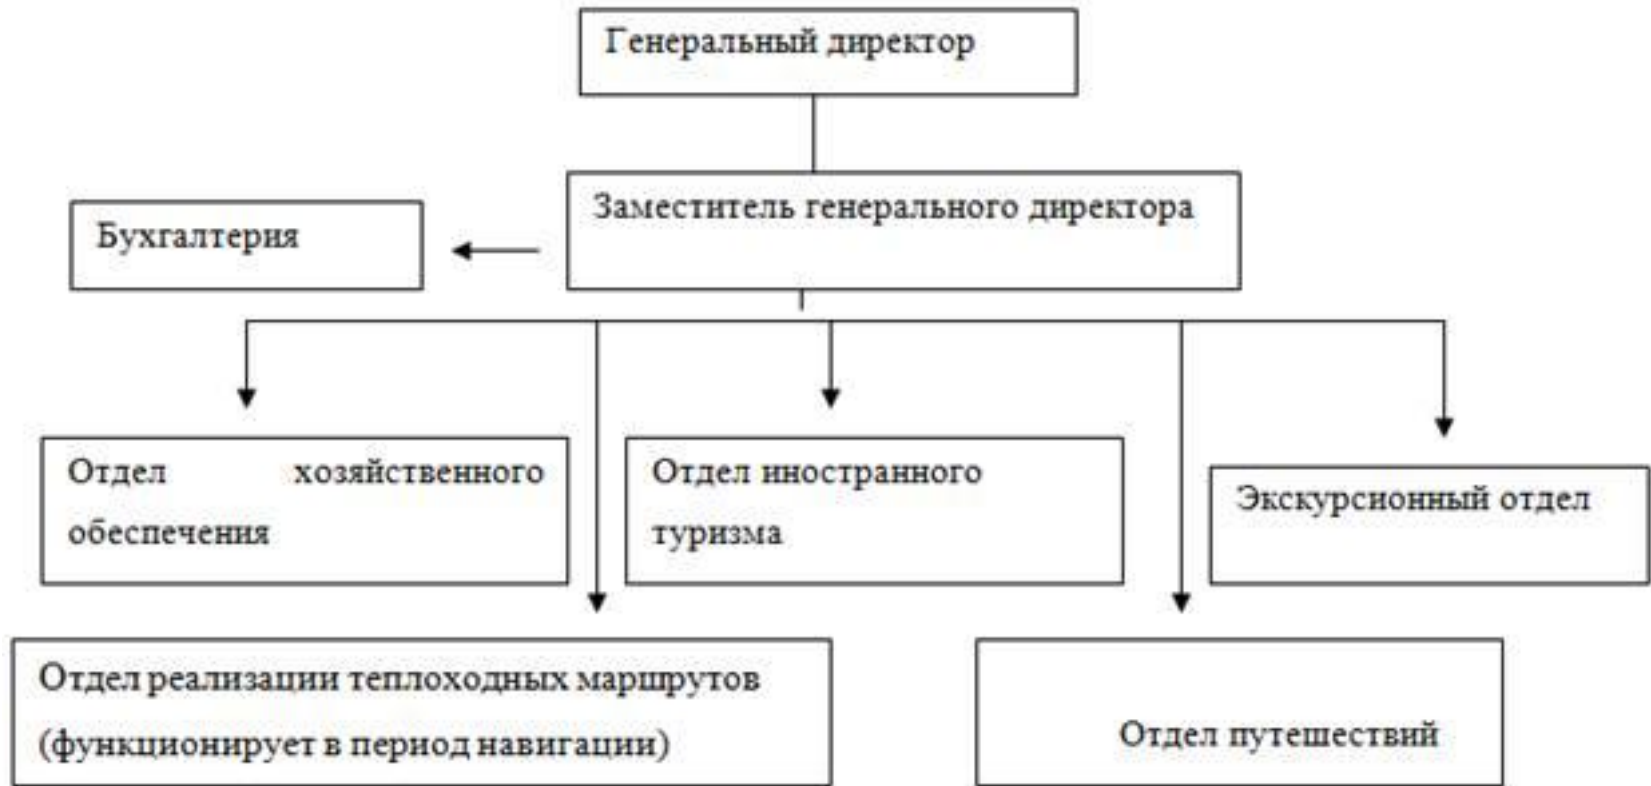 Генеральный директор
Заместитель генерального директора
Бухгалтерия
Отдел хозяйственного
обеспечения
Отдел иностранного
туризма
Экскурсионный отдел
Отдел реализации теплоходных маршрутов
(функционирует в период навигации)
Отдел путешествий